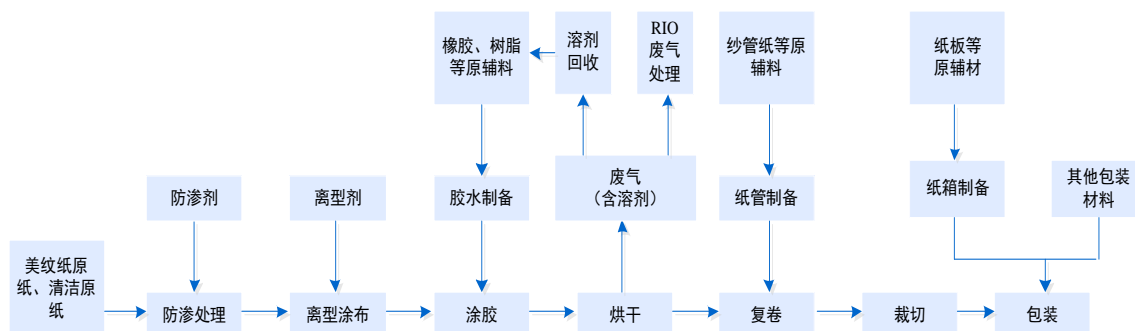 橡胶、树脂
等原辅料
溶剂
回收
RIO
废气
处理
纱管纸等原
辅料
纸板等
原辅材
防渗剂
离型剂
胶水制备
废气
（含溶剂）
纸管制备
纸箱制备
其他包装
材料
美纹纸原
纸、清洁原
纸
防渗处理
离型涂布
涂胶
烘干
复卷
裁切
包装